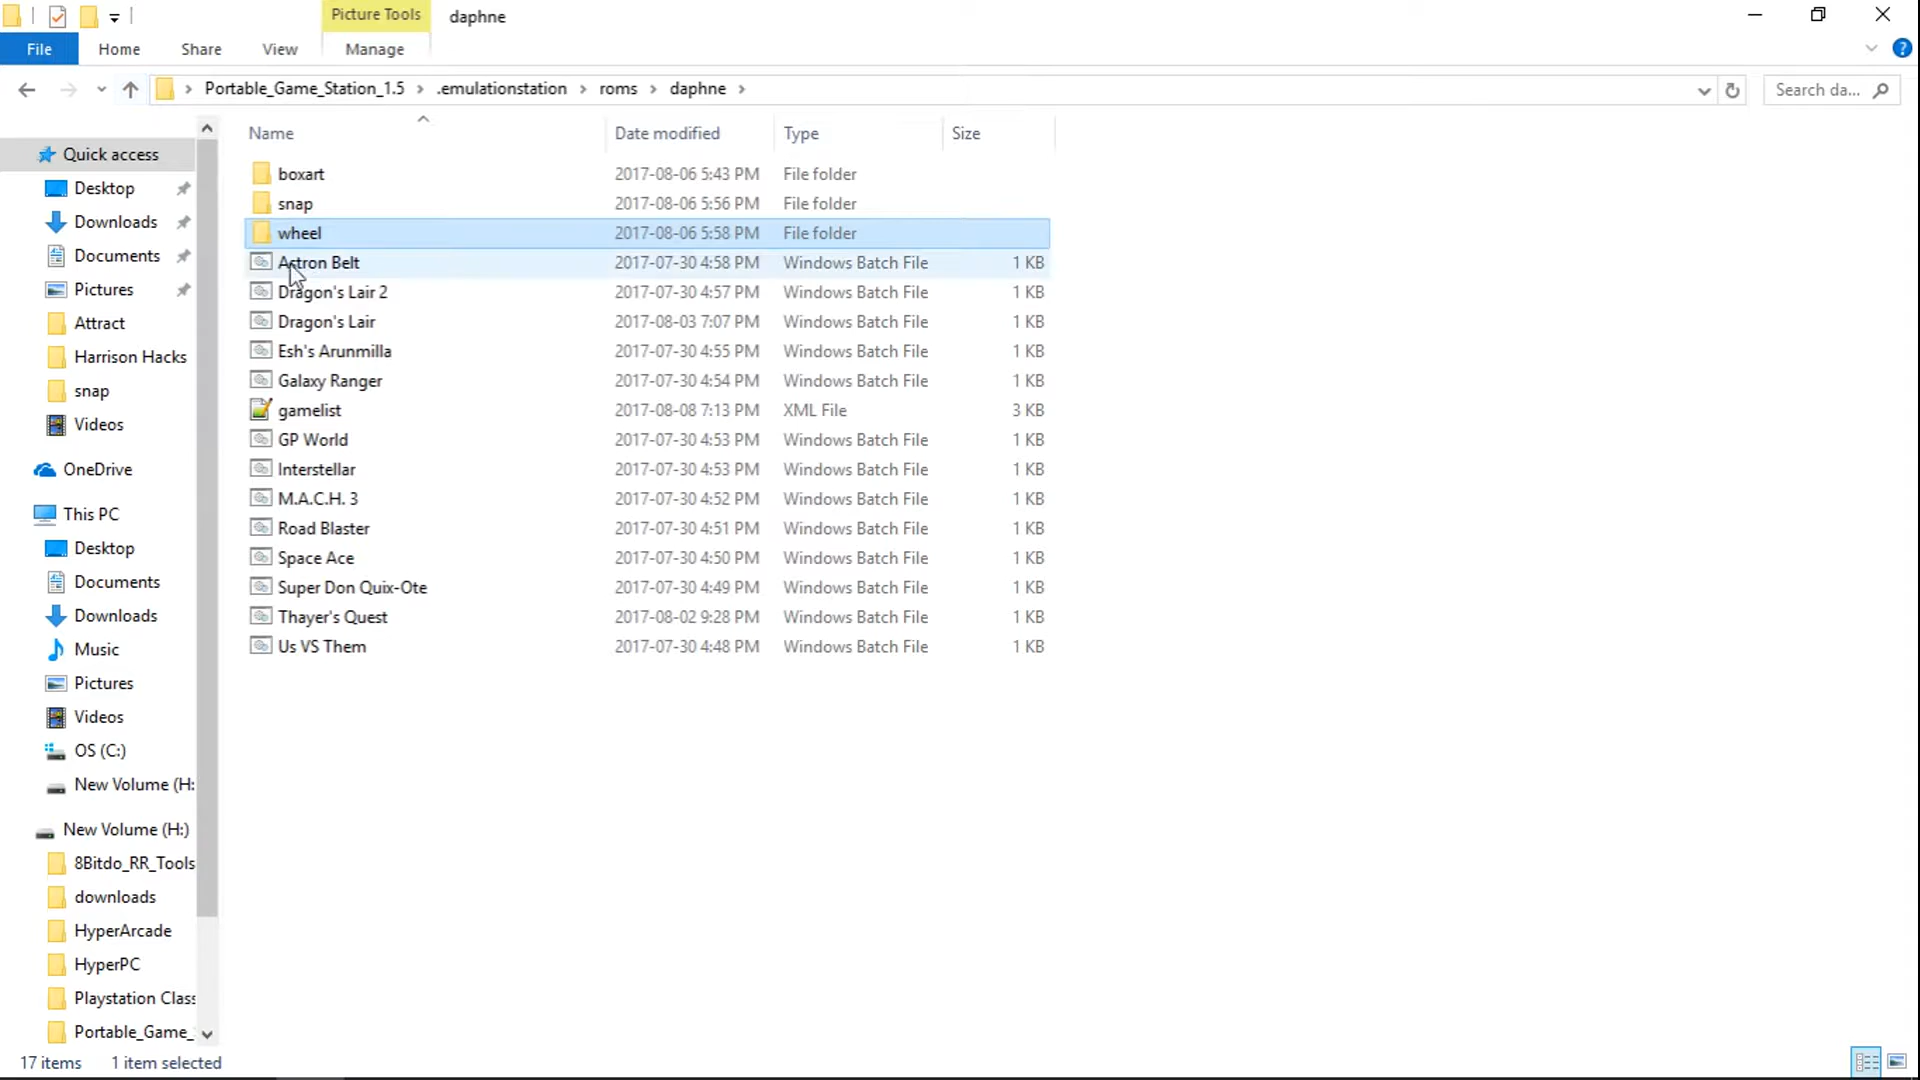 Picture Tools
daphne
File
Home
Share
View
Manage
Portable_Game_Station_1.5
.emulationstation
roms
daphne
Search da...
Name
Date modified
Type
Size
Quick access
Desktop
Downloads
Documents
Pictures
Attract
Harrison Hacks
snap
Videos
OneDrive
This PC
Desktop
Documents
Downloads
Music
Pictures
Videos
OS (C:)
New Volume (H:
New Volume (H:)
8Bitdo_RR_Tools
downloads
HyperArcade
HyperPC
Playstation Class
Portable_Game_
boxart 2017-08-06 5:43 PM File folder
snap 2017-08-06 5:56 PM File folder
wheel 2017-08-06 5:58 PM File folder
Astron Belt 2017-07-30 4:58 PM Windows Batch File 1 KB
Dragon's Lair 2 2017-07-30 4:57 PM Windows Batch File 1 KB
Dragon's Lair 2017-08-03 7:07 PM Windows Batch File 1 KB
Esh's Arunmilla 2017-07-30 4:55 PM Windows Batch File 1 KB
Galaxy Ranger 2017-07-30 4:54 PM Windows Batch File 1 KB
gamelist 2017-08-08 7:13 PM XML File 3 KB
GP World 2017-07-30 4:53 PM Windows Batch File 1 KB
Interstellar 2017-07-30 4:53 PM Windows Batch File 1 KB
M.A.C.H. 3 2017-07-30 4:52 PM Windows Batch File 1 KB
Road Blaster 2017-07-30 4:51 PM Windows Batch File 1 KB
Space Ace 2017-07-30 4:50 PM Windows Batch File 1 KB
Super Don Quix-Ote 2017-07-30 4:49 PM Windows Batch File 1 KB
Thayer's Quest 2017-08-02 9:28 PM Windows Batch File 1 KB
Us VS Them 2017-07-30 4:48 PM Windows Batch File 1 KB
17 items 1 item selected